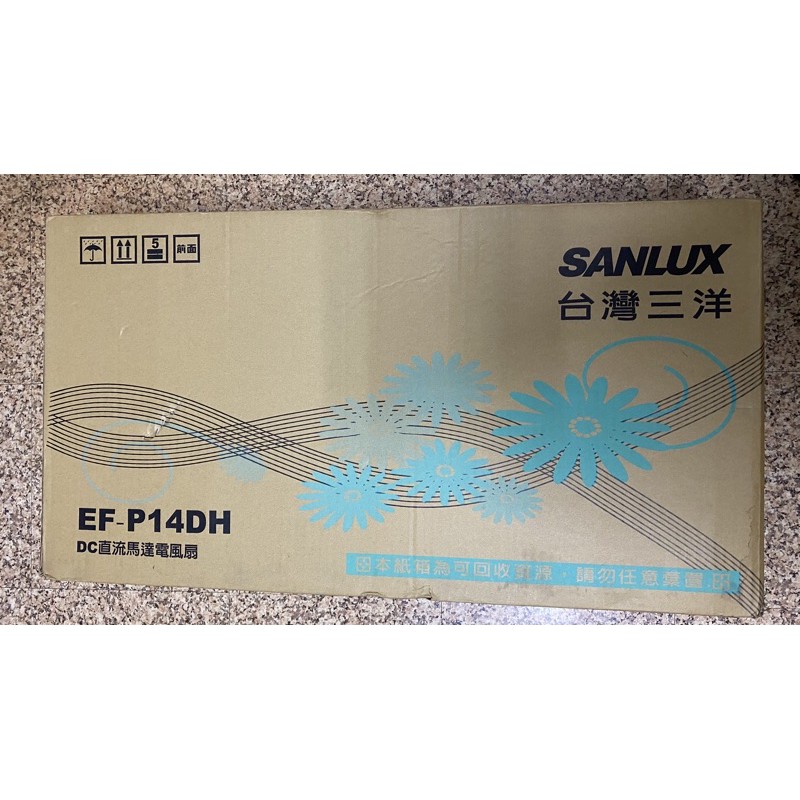 5
前面
SANLUX
台灣三洋
EF-P14DH
DC直流馬達電風扇
本紙箱為可回收資源，請勿任意棄置